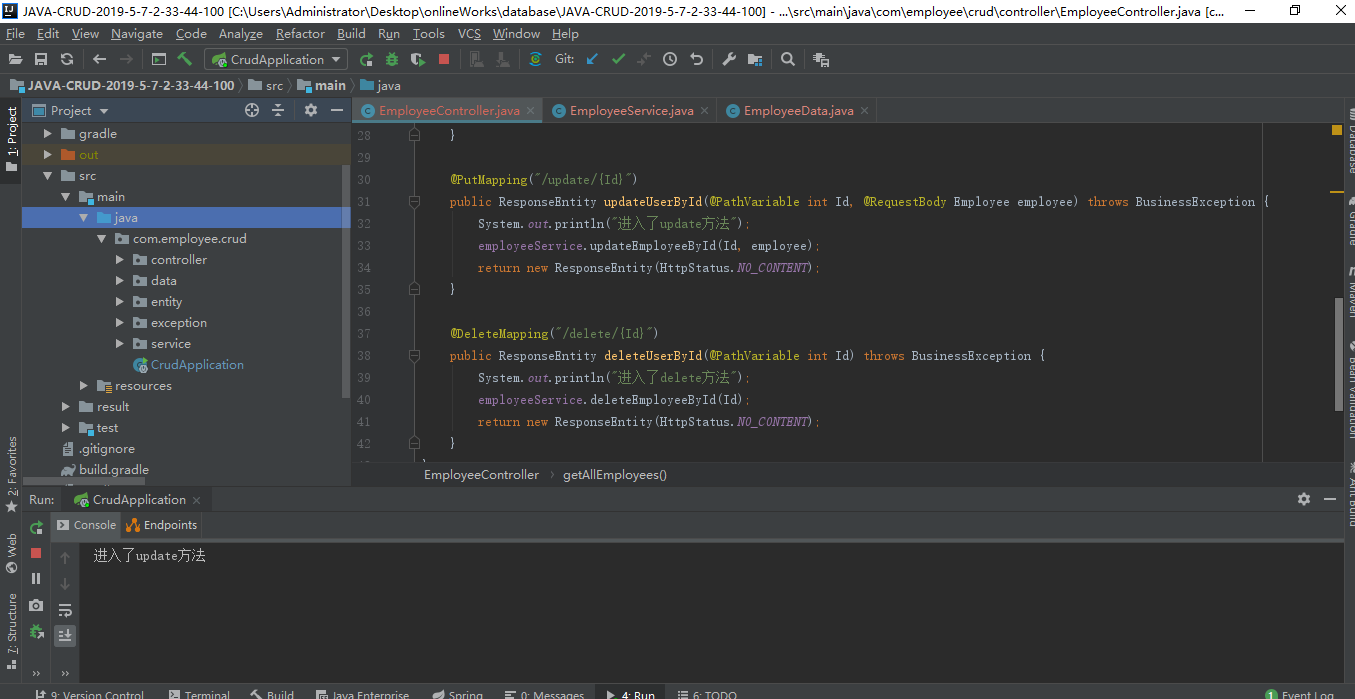 JAVA-CRUD-2019-5-7-2-33-44-100 [C:\Users\Administrator\Desktop\onlineWorks\database\JAVA-CRUD-2019-5-7-2-33-44-100] - ...\src\main\java\com\employee\crud\controller\EmployeeController.java [c...
File Edit View Navigate Code Analyze Refactor Build Run Tools VCS Window Help
CrudApplication Git:
JAVA-CRUD-2019-5-7-2-33-44-100 src main java
1: Project
Project
EmployeeController.java EmployeeService.java EmployeeData.java
gradle
out
src
main
java
com.employee.crud
controller
data
entity
exception
service
CrudApplication
resources
result
test
.gitignore
build.gradle
28 }
29
30 @PutMapping("/update/{Id}")
31 public ResponseEntity updateUserById(@PathVariable int Id, @RequestBody Employee employee) throws BusinessException {
32 System.out.println("进入了update方法");
33 employeeService.updateEmployeeById(Id, employee);
34 return new ResponseEntity(HttpStatus.NO_CONTENT);
35 }
36
37 @DeleteMapping("/delete/{Id}")
38 public ResponseEntity deleteUserById(@PathVariable int Id) throws BusinessException {
39 System.out.println("进入了delete方法");
40 employeeService.deleteEmployeeById(Id);
41 return new ResponseEntity(HttpStatus.NO_CONTENT);
42 }
EmployeeController getAllEmployees()
Database
Gradle
Maven
Bean Validation
Ant Build
2: Favorites
Web
7: Structure
Run: CrudApplication
Console Endpoints
进入了update方法
9: Version Control Terminal Build Java Enterprise Spring 0: Messages 4: Run 6: TODO 1 Event Log